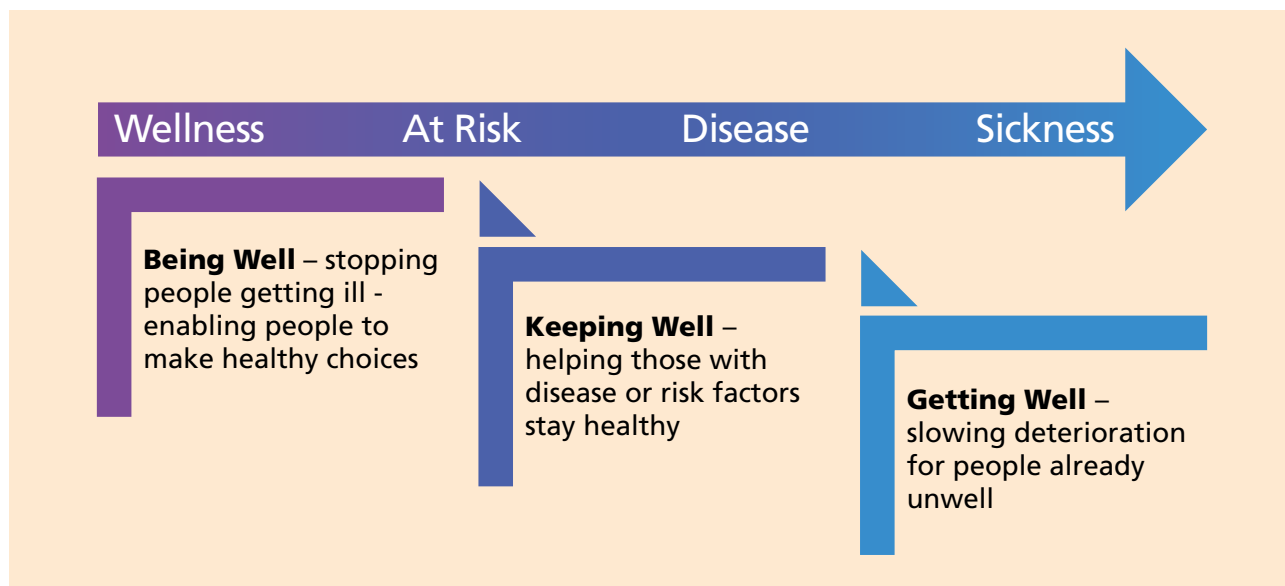 Wellness At Risk Disease Sickness
Being Well – stopping
people getting ill -
enabling people to
make healthy choices
Keeping Well –
helping those with
disease or risk factors
stay healthy
Getting Well –
slowing deterioration
for people already
unwell